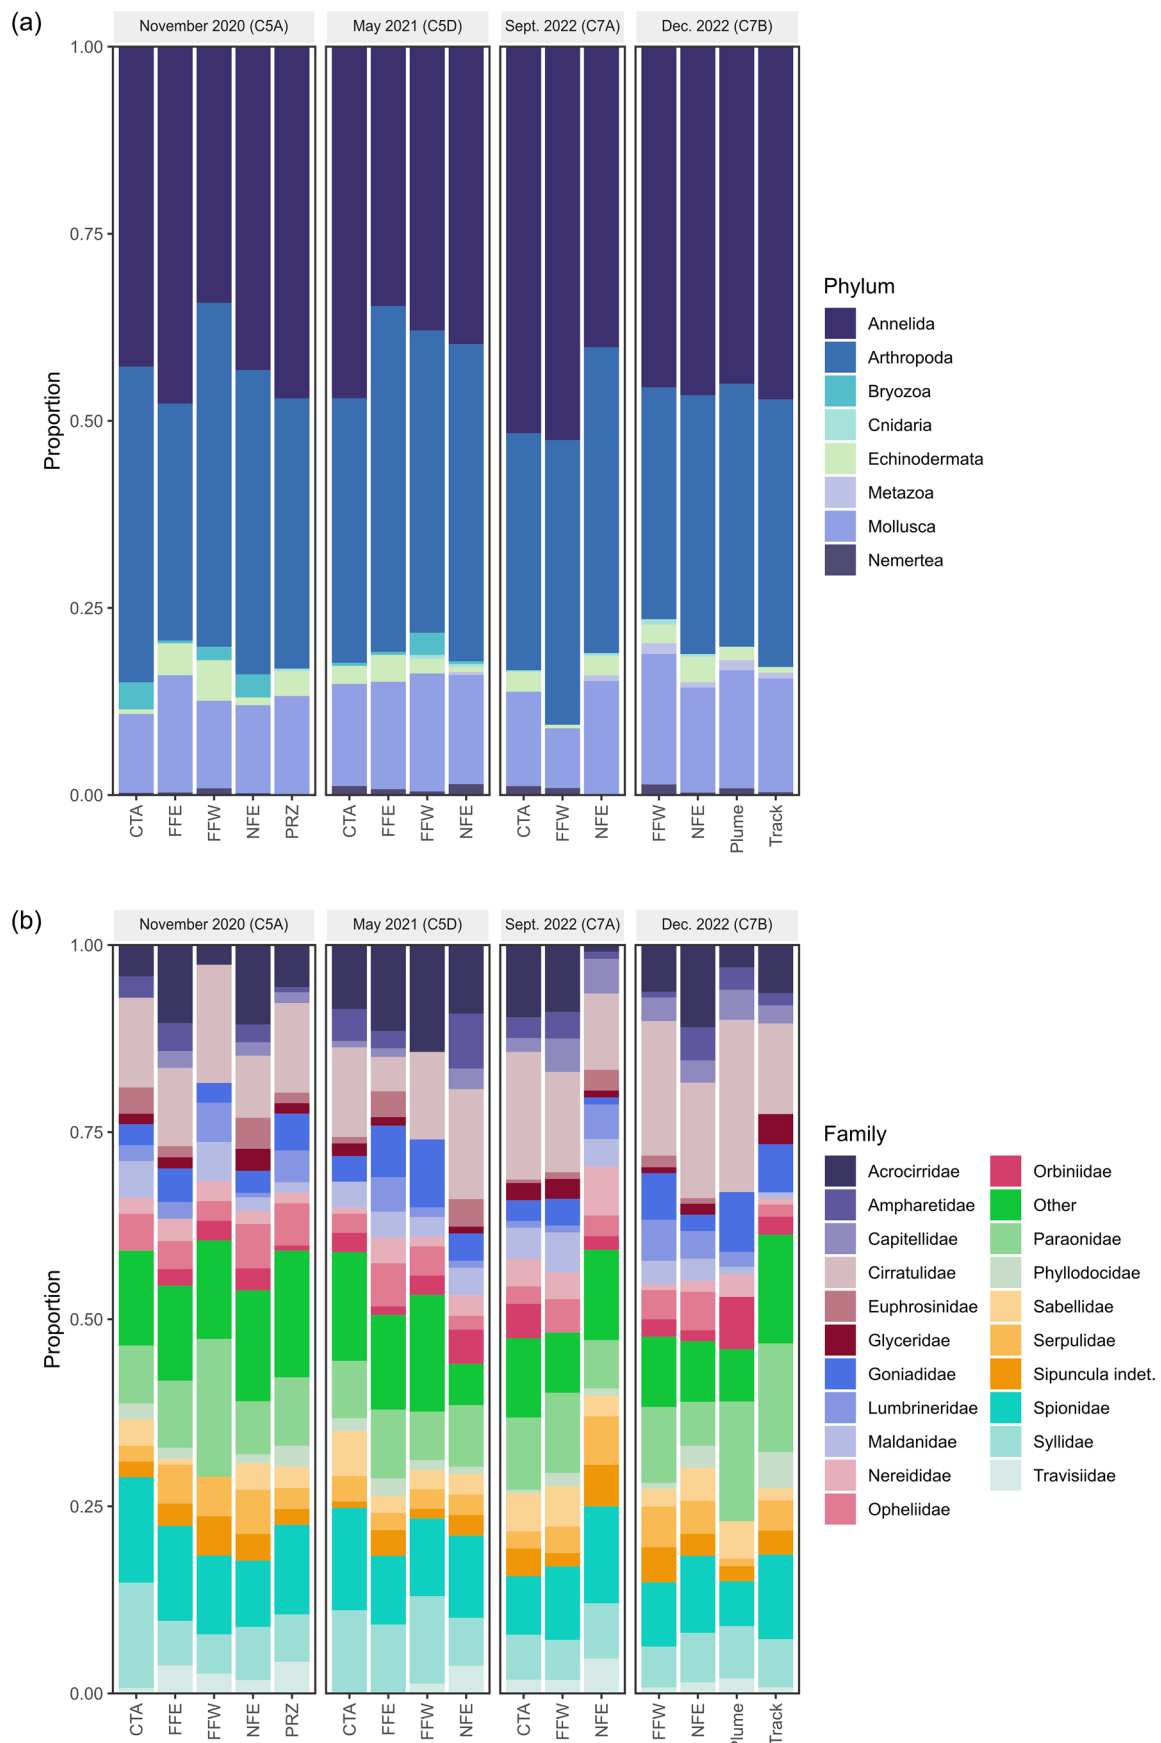 (a)
November 2020 (C5A) May 2021 (C5D) Sept. 2022 (C7A) Dec. 2022 (C7B)
1.00
0.75
0.50
0.25
0.00
Proportion
CTA FFE FFW NFE PRZ CTA FFE FFW NFE CTA FFW NFE FFW NFE Plume Track
Phylum
Annelida
Arthropoda
Bryozoa
Cnidaria
Echinodermata
Metazoa
Mollusca
Nemertea
(b)
November 2020 (C5A) May 2021 (C5D) Sept. 2022 (C7A) Dec. 2022 (C7B)
1.00
0.75
0.50
0.25
0.00
Proportion
CTA FFE FFW NFE PRZ CTA FFE FFW NFE CTA FFW NFE FFW NFE Plume Track
Family
Acrocirridae Orbiniidae
Ampharetidae Other
Capitellidae Paraonidae
Cirratulidae Phyllodocidae
Euphrosinidae Sabellidae
Glyceridae Serpulidae
Goniadidae Sipuncula indet.
Lumbrineridae Spionidae
Maldanidae Syllidae
Nereididae Travisiidae
Opheliidae